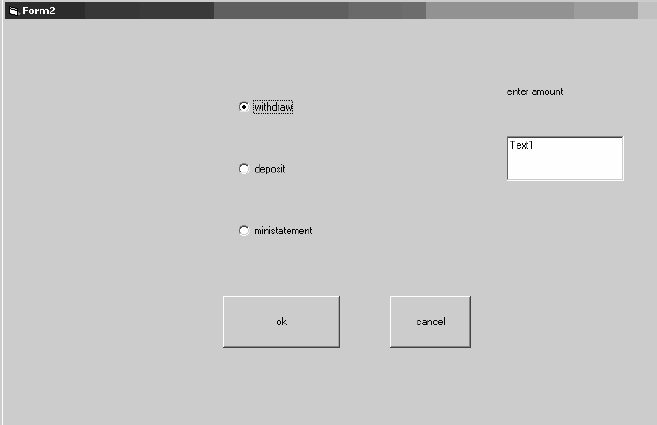 Form2
enter amount
withdraw
Text1
deposit
ministatement
ok
cancel